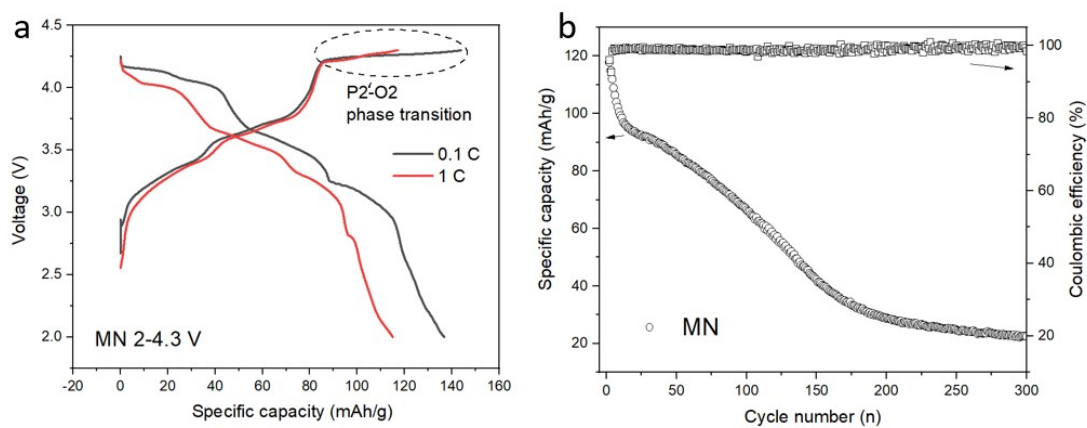 a
4.5
4.0
3.5
3.0
2.5
2.0
Voltage (V)
P2′-O2
phase transition
0.1 C
1 C
MN 2-4.3 V
-20 0 20 40 60 80 100 120 140 160
Specific capacity (mAh/g)
b
120
100
80
60
40
20
Specific capacity (mAh/g)
100
80
60
40
20
Coulombic efficiency (%)
MN
0 50 100 150 200 250 300
Cycle number (n)